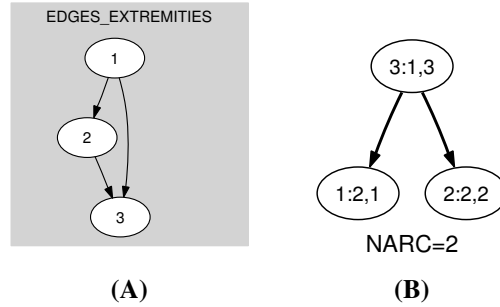 EDGES_EXTREMITIES
1
2
3
3:1,3
1:2,1
2:2,2
NARC=2
(A)
(B)